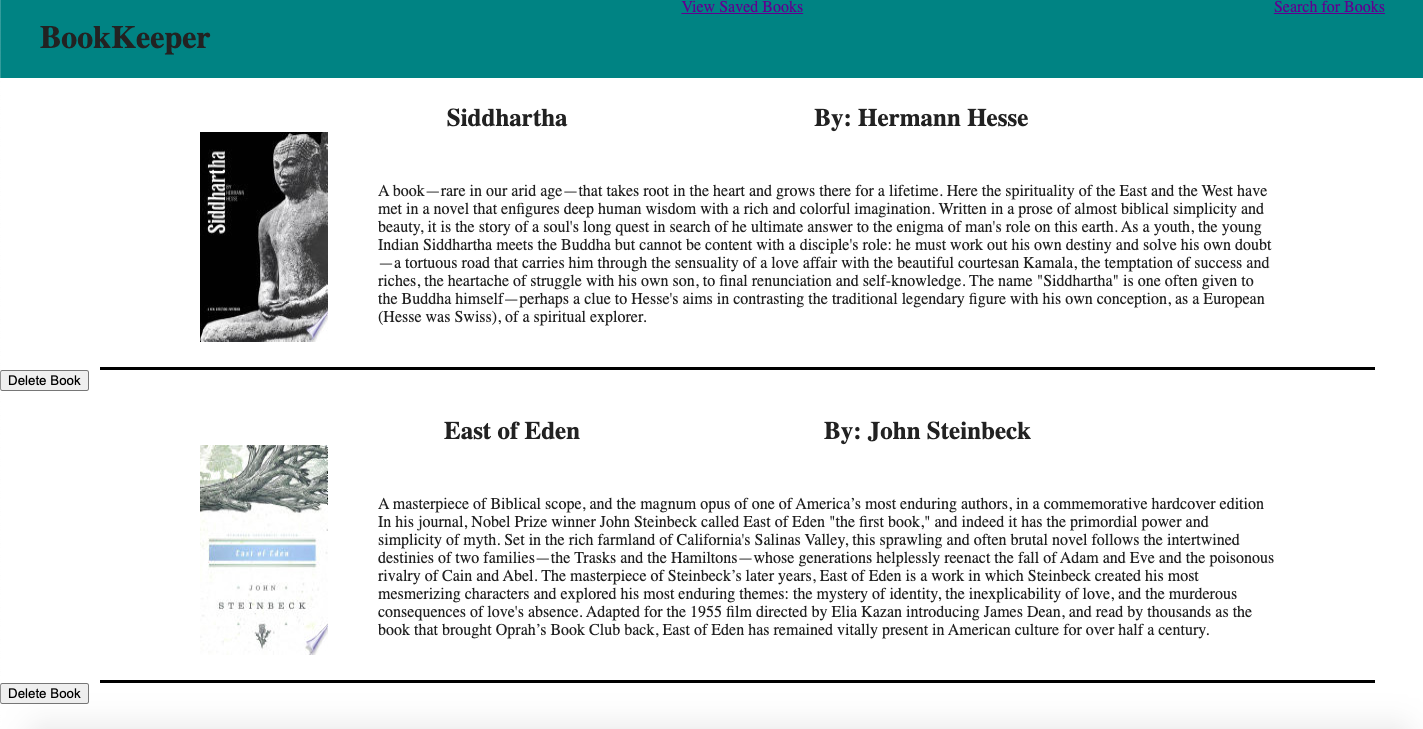 View Saved Books
Search for Books
BookKeeper
Siddhartha
By: Hermann Hesse
Siddhartha
BY
HERMANN
HESSE
A book—rare in our arid age—that takes root in the heart and grows there for a lifetime. Here the spirituality of the East and the West have
met in a novel that enfigures deep human wisdom with a rich and colorful imagination. Written in a prose of almost biblical simplicity and
beauty, it is the story of a soul's long quest in search of he ultimate answer to the enigma of man's role on this earth. As a youth, the young
Indian Siddhartha meets the Buddha but cannot be content with a disciple's role: he must work out his own destiny and solve his own doubt
—a tortuous road that carries him through the sensuality of a love affair with the beautiful courtesan Kamala, the temptation of success and
riches, the heartache of struggle with his own son, to final renunciation and self-knowledge. The name "Siddhartha" is one often given to
the Buddha himself—perhaps a clue to Hesse's aims in contrasting the traditional legendary figure with his own conception, as a European
(Hesse was Swiss), of a spiritual explorer.
Delete Book
East of Eden
By: John Steinbeck
East of Eden
JOHN
STEINBECK
A masterpiece of Biblical scope, and the magnum opus of one of America’s most enduring authors, in a commemorative hardcover edition
In his journal, Nobel Prize winner John Steinbeck called East of Eden "the first book," and indeed it has the primordial power and
simplicity of myth. Set in the rich farmland of California's Salinas Valley, this sprawling and often brutal novel follows the intertwined
destinies of two families—the Trasks and the Hamiltons—whose generations helplessly reenact the fall of Adam and Eve and the poisonous
rivalry of Cain and Abel. The masterpiece of Steinbeck’s later years, East of Eden is a work in which Steinbeck created his most
mesmerizing characters and explored his most enduring themes: the mystery of identity, the inexplicability of love, and the murderous
consequences of love's absence. Adapted for the 1955 film directed by Elia Kazan introducing James Dean, and read by thousands as the
book that brought Oprah’s Book Club back, East of Eden has remained vitally present in American culture for over half a century.
Delete Book